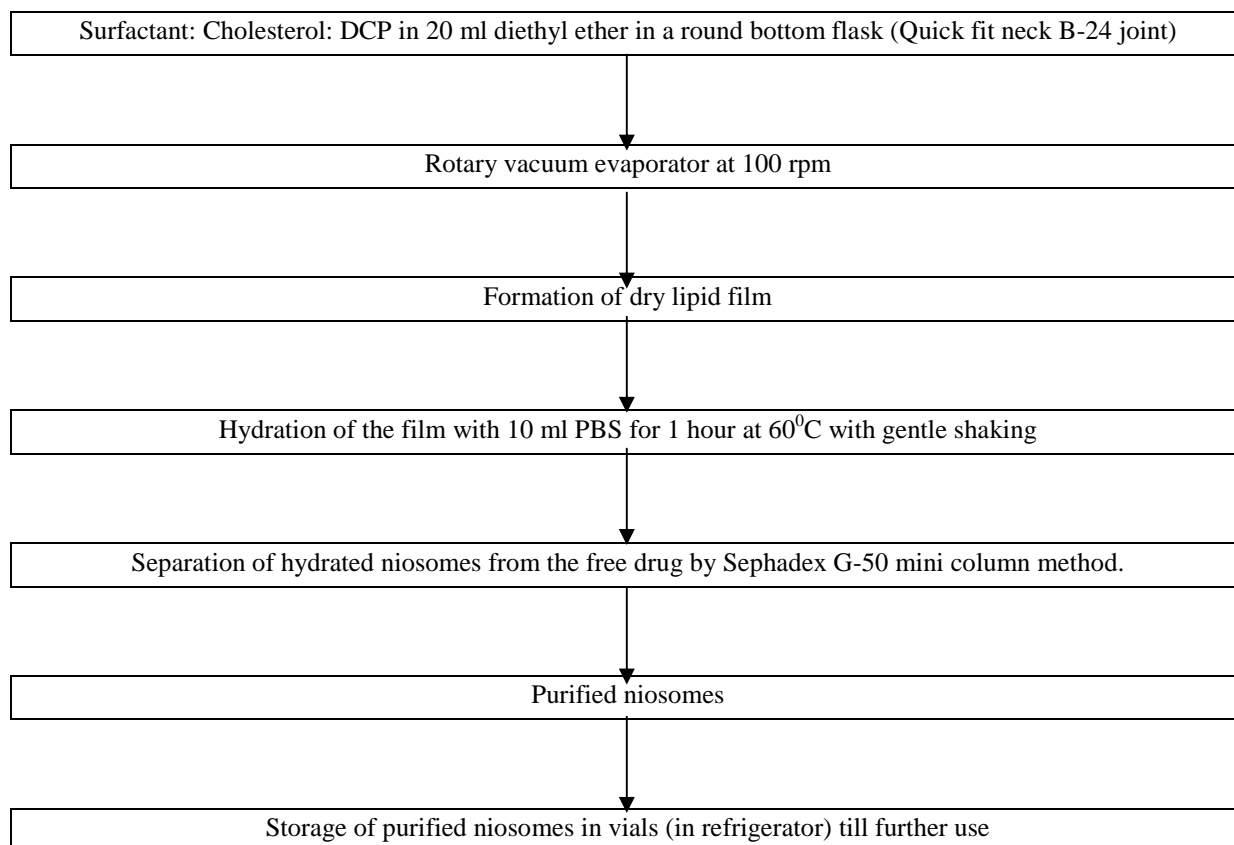 Surfactant: Cholesterol: DCP in 20 ml diethyl ether in a round bottom flask (Quick fit neck B-24 joint)
Rotary vacuum evaporator at 100 rpm
Formation of dry lipid film
Hydration of the film with 10 ml PBS for 1 hour at 60⁰C with gentle shaking
Separation of hydrated niosomes from the free drug by Sephadex G-50 mini column method.
Purified niosomes
Storage of purified niosomes in vials (in refrigerator) till further use